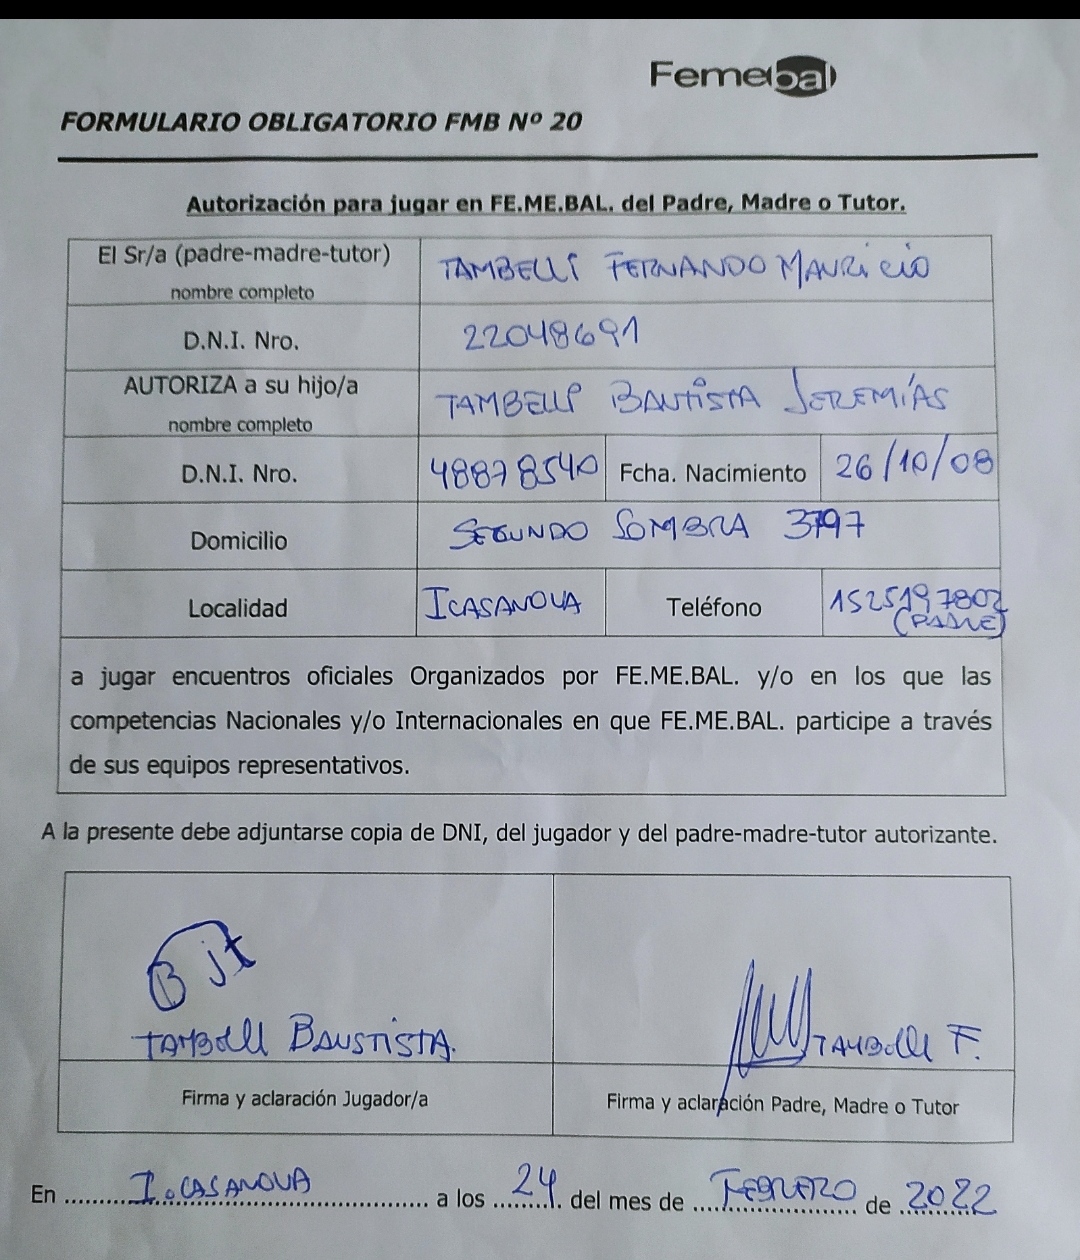 Femebal
FORMULARIO OBLIGATORIO FMB Nº 20
Autorización para jugar en FE.ME.BAL. del Padre, Madre o Tutor.
El Sr/a (padre-madre-tutor)
nombre completo
TAMBELLI FERNANDO MAURICIO
D.N.I. Nro.
22048691
AUTORIZA a su hijo/a
nombre completo
TAMBELLI BAUTISTA JEREMÍAS
D.N.I. Nro.
48878540
Fcha. Nacimiento
26/10/08
Domicilio
SEGUNDO SOMBRA 3797
Localidad
I CASANOVA
Teléfono
1525197802
(PADRE)
a jugar encuentros oficiales Organizados por FE.ME.BAL. y/o en los que las
competencias Nacionales y/o Internacionales en que FE.ME.BAL. participe a través
de sus equipos representativos.
A la presente debe adjuntarse copia de DNI, del jugador y del padre-madre-tutor autorizante.
B jt
TAMBELLI BAUSTISTA.
TAMBELLI F.
Firma y aclaración Jugador/a
Firma y aclaración Padre, Madre o Tutor
En I. CASANOVA a los 24 del mes de FEBRERO de 2022